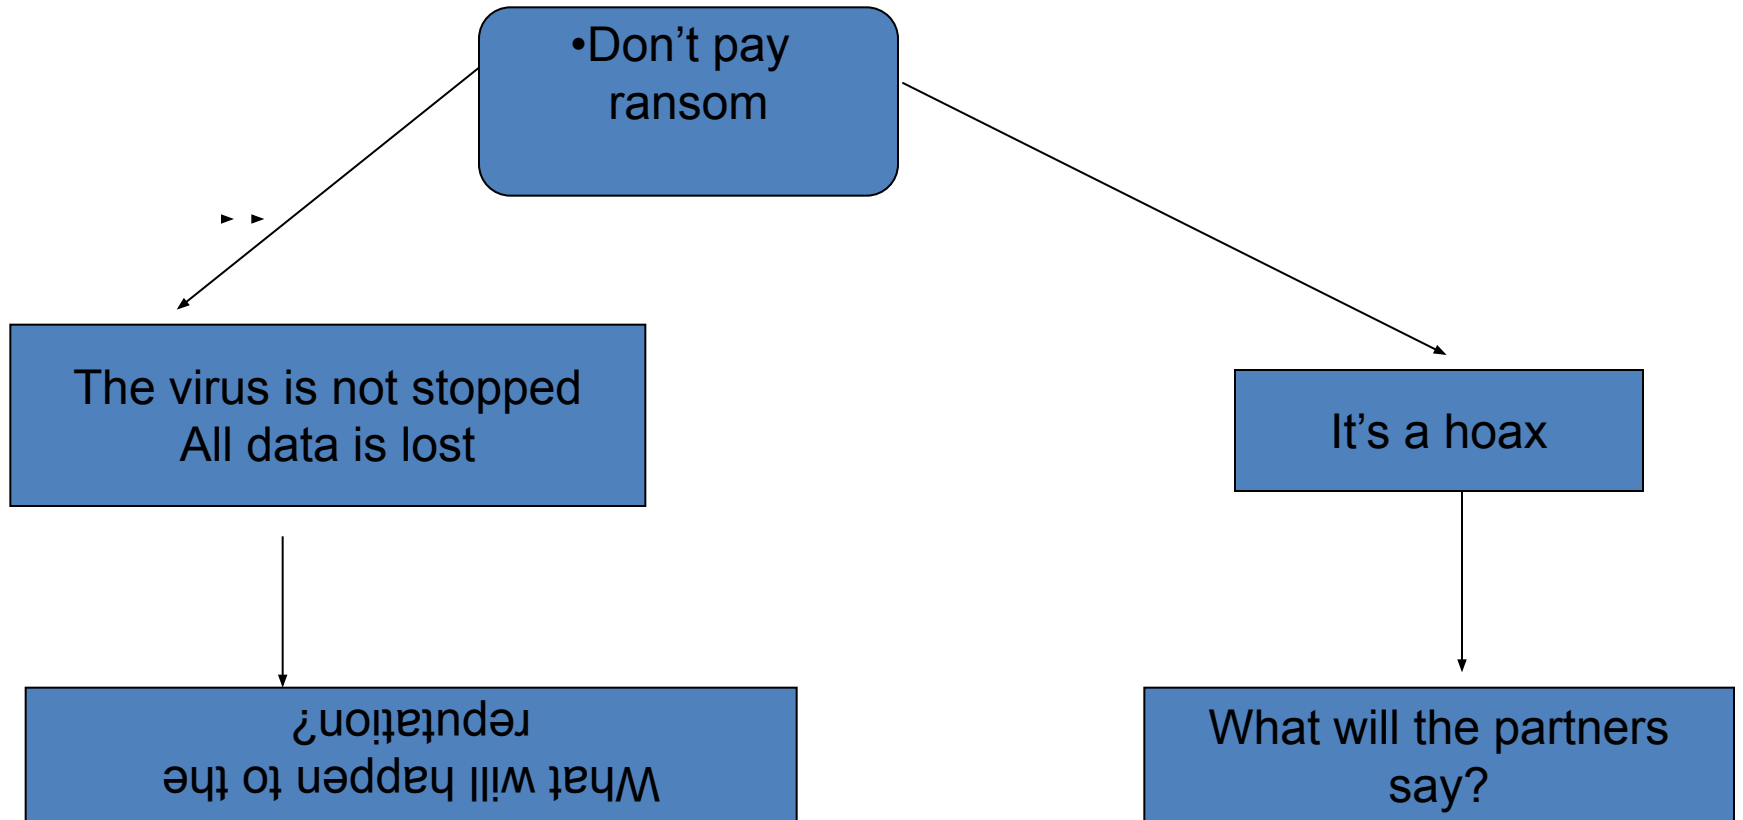 •Don’t pay
ransom
The virus is not stopped
All data is lost
It’s a hoax
What will happen to the
reputation?
What will the partners
say?